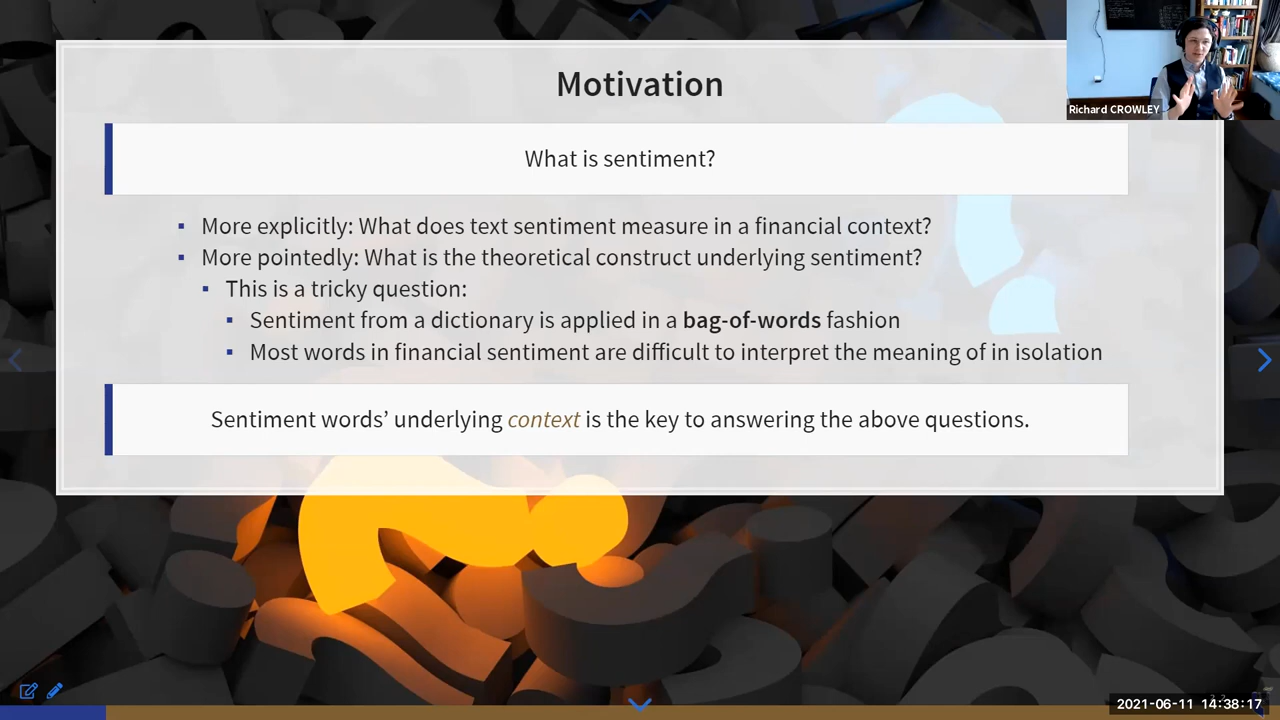 Motivation
Richard CROWLEY
What is sentiment?
▪ More explicitly: What does text sentiment measure in a financial context?
▪ More pointedly: What is the theoretical construct underlying sentiment?
▪ This is a tricky question:
▪ Sentiment from a dictionary is applied in a bag-of-words fashion
▪ Most words in financial sentiment are difficult to interpret the meaning of in isolation
Sentiment words’ underlying context is the key to answering the above questions.
2021-06-11 14:38:17